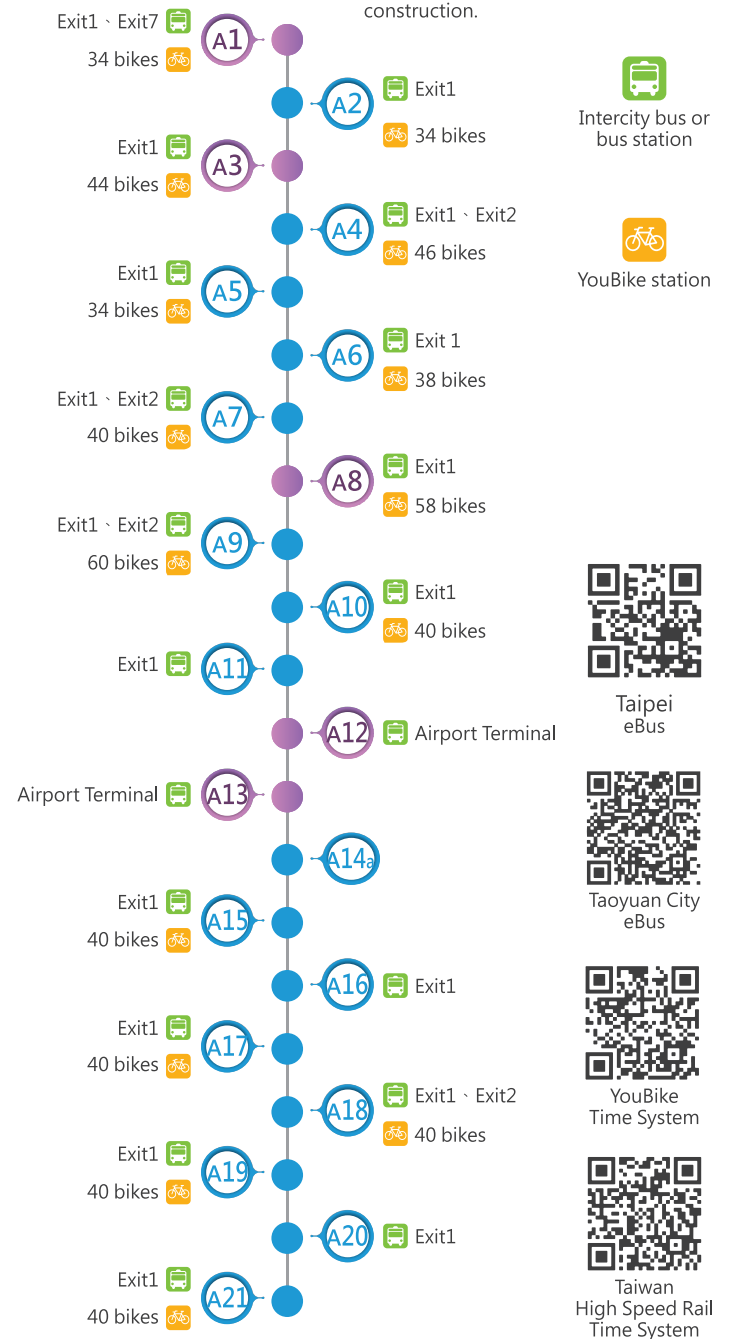 construction.
Exit1、Exit7
34 bikes
A1
A2
Exit1
34 bikes
Intercity bus or
bus station
Exit1
44 bikes
A3
A4
Exit1、Exit2
46 bikes
YouBike station
Exit1
34 bikes
A5
A6
Exit 1
38 bikes
Exit1、Exit2
40 bikes
A7
A8
Exit1
58 bikes
Exit1、Exit2
60 bikes
A9
A10
Exit1
40 bikes
Exit1
A11
Taipei
eBus
A12
Airport Terminal
Airport Terminal
A13
A14a
Taoyuan City
eBus
Exit1
40 bikes
A15
A16
Exit1
Exit1
40 bikes
A17
YouBike
Time System
A18
Exit1、Exit2
40 bikes
Exit1
40 bikes
A19
A20
Exit1
Exit1
40 bikes
A21
Taiwan
High Speed Rail
Time System